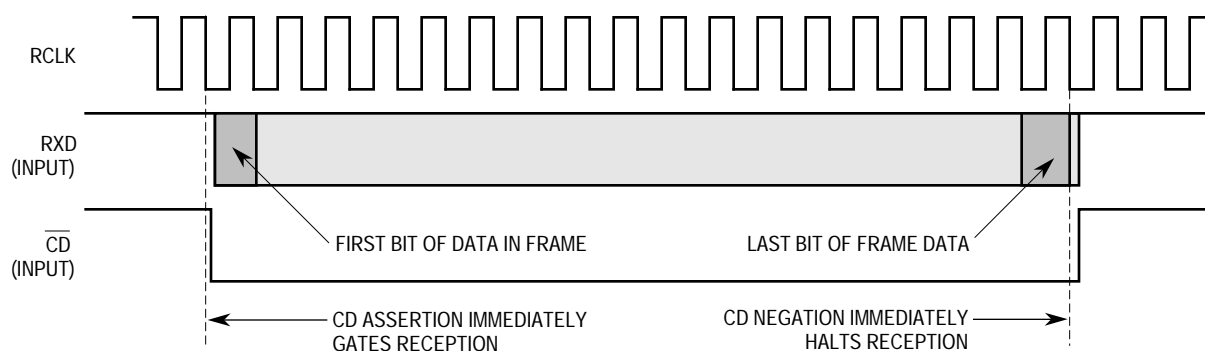 RCLK
RXD
(INPUT)
CD
(INPUT)
FIRST BIT OF DATA IN FRAME
LAST BIT OF FRAME DATA
CD ASSERTION IMMEDIATELY
GATES RECEPTION
CD NEGATION IMMEDIATELY
HALTS RECEPTION